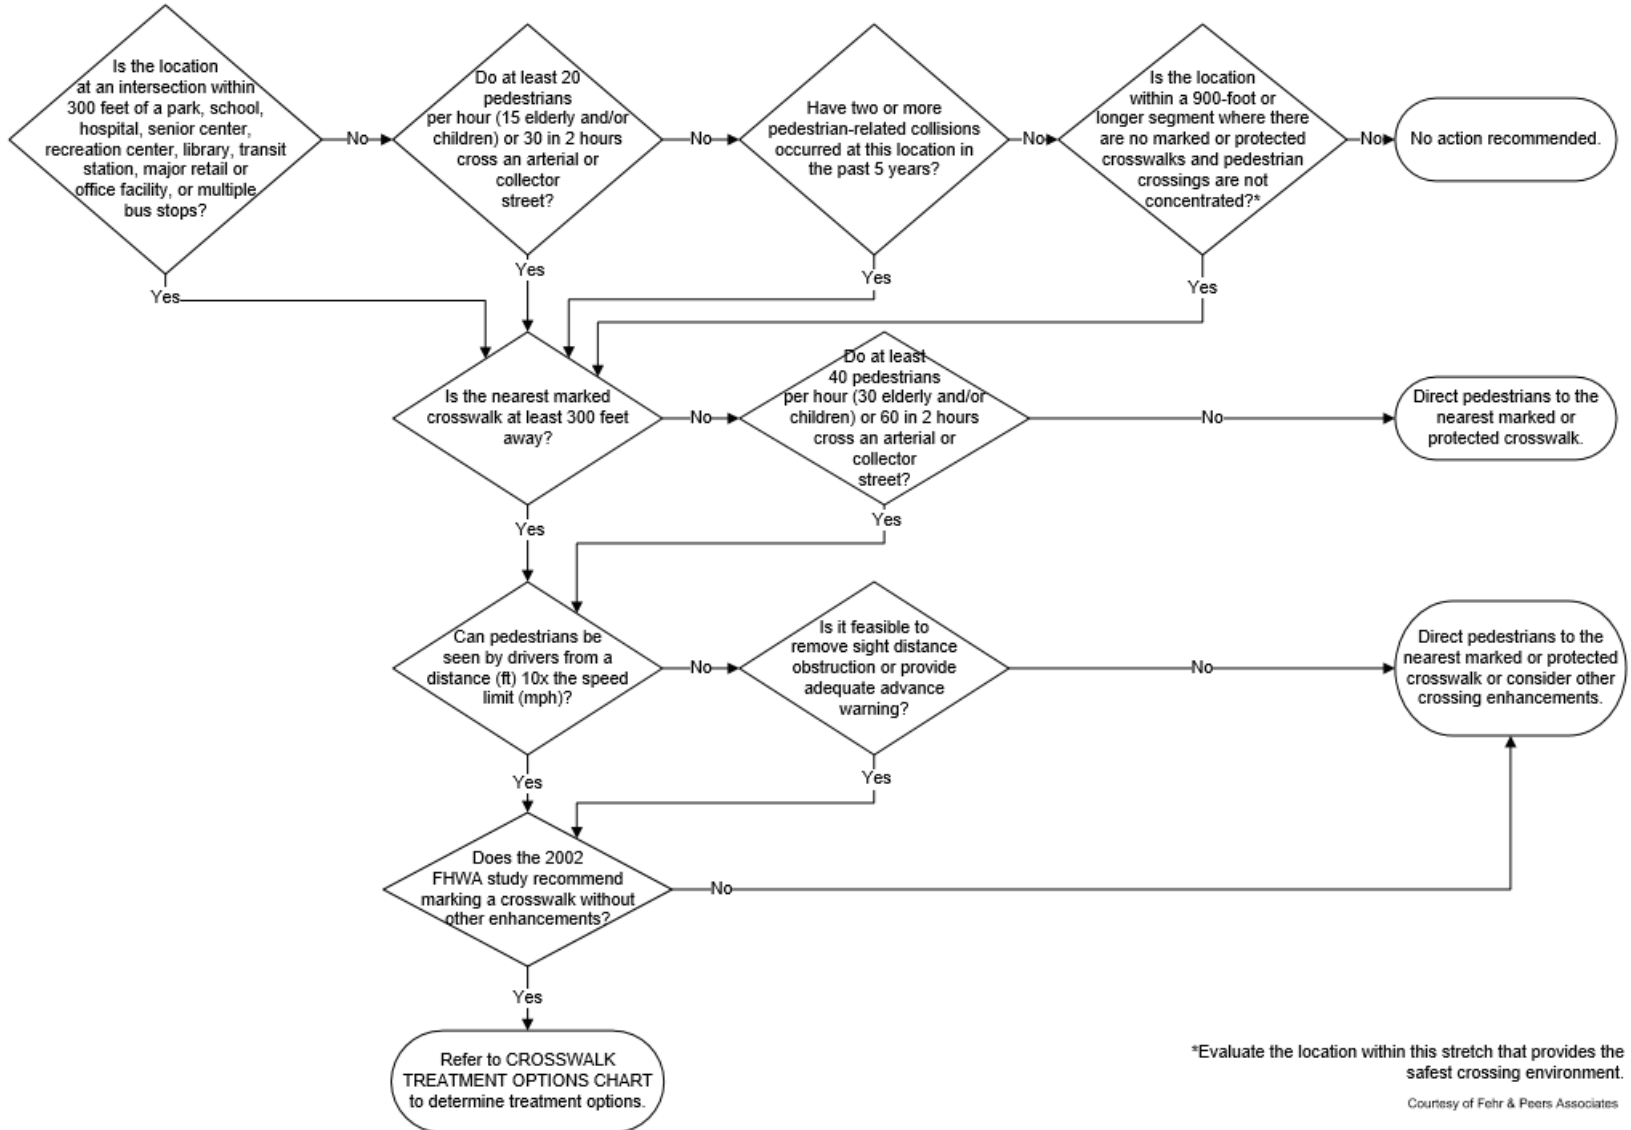 Is the location
at an intersection within
300 feet of a park, school,
hospital, senior center,
recreation center, library, transit
station, major retail or
office facility, or multiple
bus stops?
No
Do at least 20
pedestrians
per hour (15 elderly and/or
children) or 30 in 2 hours
cross an arterial or
collector
street?
No
Have two or more
pedestrian-related collisions
occurred at this location in
the past 5 years?
No
Is the location
within a 900-foot or
longer segment where there
are no marked or protected
crosswalks and pedestrian
crossings are not
concentrated?*
No
No action recommended.
Yes
Yes
Yes
Yes
Is the nearest marked
crosswalk at least 300 feet
away?
No
Do at least
40 pedestrians
per hour (30 elderly and/or
children) or 60 in 2 hours
cross an arterial or
collector
street?
No
Direct pedestrians to the
nearest marked or
protected crosswalk.
Yes
Yes
Can pedestrians be
seen by drivers from a
distance (ft) 10x the speed
limit (mph)?
No
Is it feasible to
remove sight distance
obstruction or provide
adequate advance
warning?
No
Direct pedestrians to the
nearest marked or protected
crosswalk or consider other
crossing enhancements.
Yes
Yes
Does the 2002
FHWA study recommend
marking a crosswalk without
other enhancements?
No
Yes
Refer to CROSSWALK
TREATMENT OPTIONS CHART
to determine treatment options.
*Evaluate the location within this stretch that provides the
safest crossing environment.
Courtesy of Fehr & Peers Associates